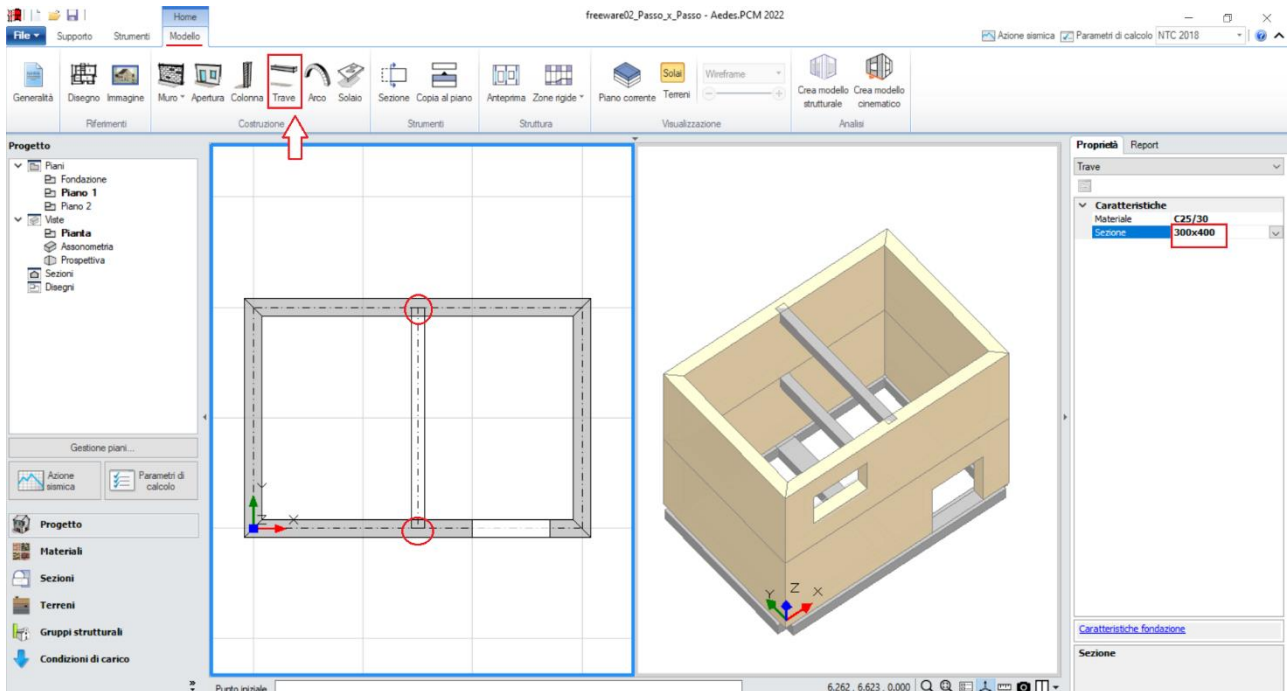 Home
freeware02_Passo_x_Passo - Aedes.PCM 2022
File Supporto Strumenti Modello
Azione sismica Parametri di calcolo NTC 2018
Generalità Disegno Immagine Muro Apertura Colonna Trave Arco Solaio Sezione Copia al piano Anteprima Zone rigide Piano corrente Solai Terreni Wireframe Crea modello strutturale Crea modello cinematico
Riferimenti Costruzione Strumenti Struttura Visualizzazione Analisi
Progetto
Piani
Fondazione
Piano 1
Piano 2
Viste
Pianta
Assonometria
Prospettiva
Sezioni
Disegni
Gestione piani...
Azione sismica
Parametri di calcolo
Progetto
Materiali
Sezioni
Terreni
Gruppi strutturali
Condizioni di carico
Y
Z X
Y Z X
Proprietà Report
Trave
Caratteristiche
Materiale C25/30
Sezione 300x400
Caratteristiche fondazione
Sezione
Punto iniziale
6.262 , 6.623 , 0.000